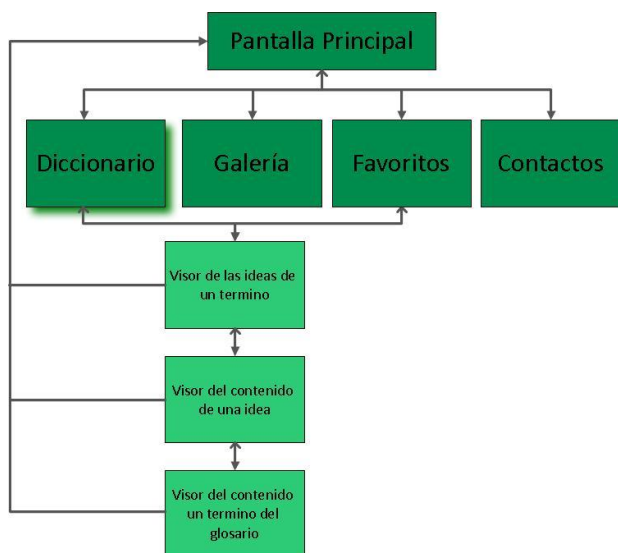 Pantalla Principal
Diccionario
Galería
Favoritos
Contactos
Visor de las ideas de
un termino
Visor del contenido
de una idea
Visor del contenido
un termino del
glosario